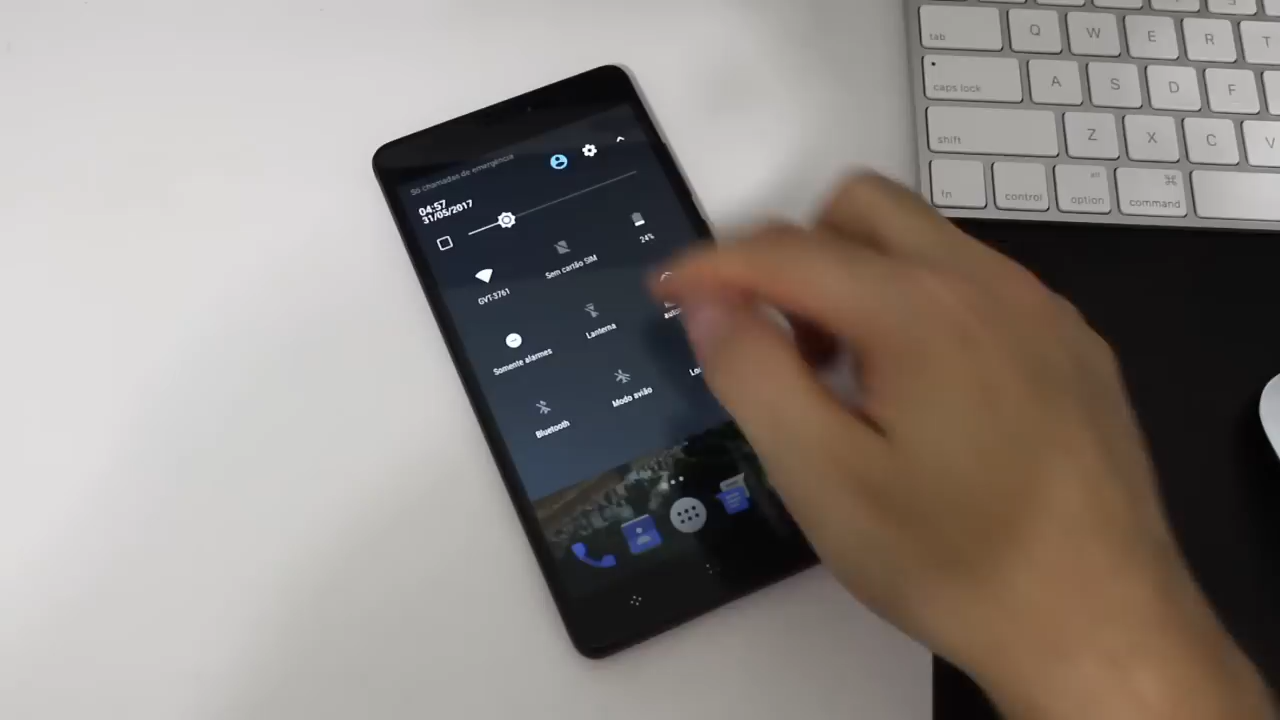 Só chamadas de emergência
04:57
31/05/2017
24%
Sem cartão SIM
GVT-3761
Lanterna
Somente alarmes
Modo avião
Bluetooth
tab Q W E R T
caps lock A S D F
shift Z X C V
fn control option command
⌘